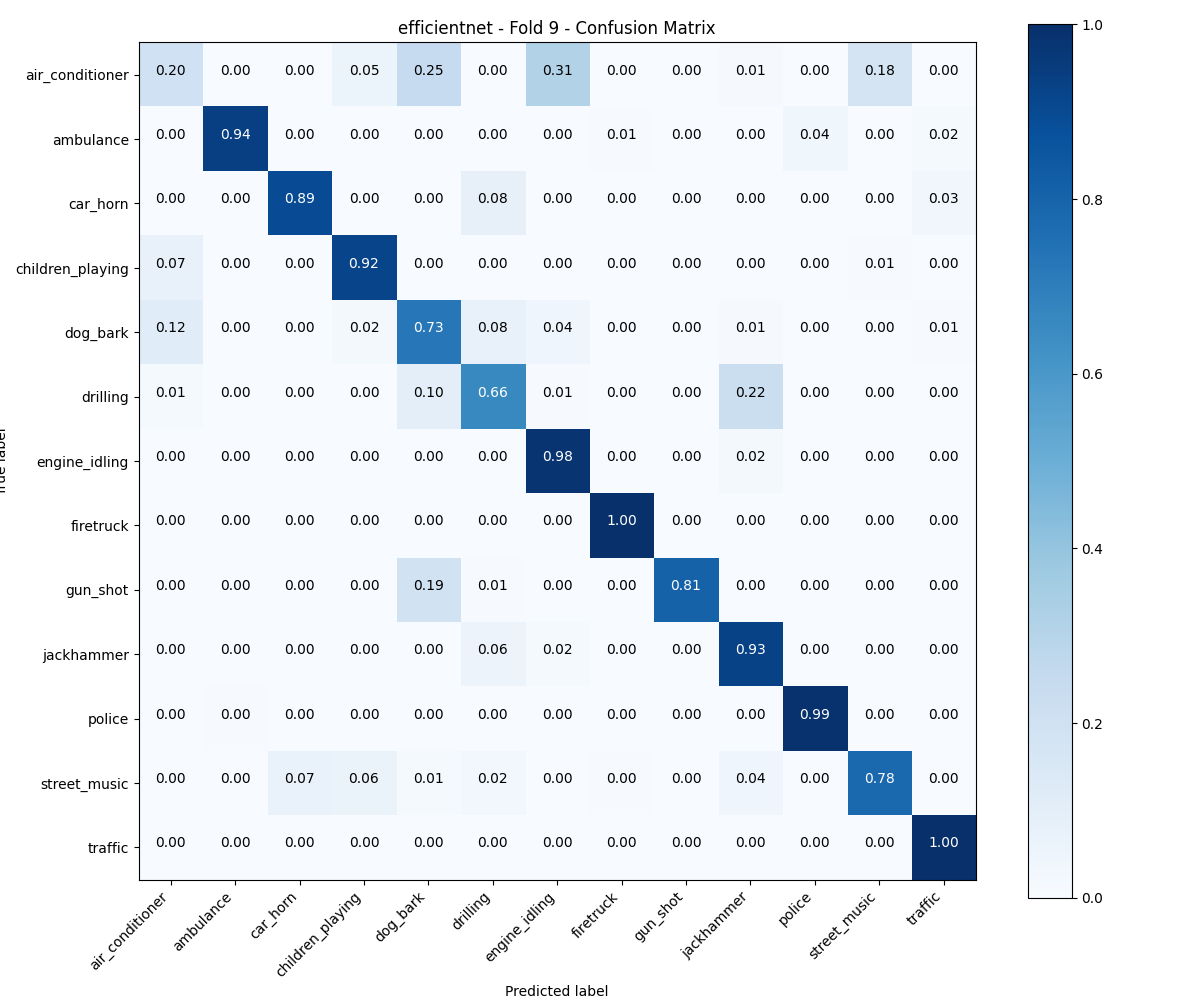 efficientnet - Fold 9 - Confusion Matrix
1.0
air_conditioner 0.20 0.00 0.00 0.05 0.25 0.00 0.31 0.00 0.00 0.01 0.00 0.18 0.00
ambulance 0.00 0.94 0.00 0.00 0.00 0.00 0.00 0.01 0.00 0.00 0.04 0.00 0.02
car_horn 0.00 0.00 0.89 0.00 0.00 0.08 0.00 0.00 0.00 0.00 0.00 0.00 0.03
0.8
children_playing 0.07 0.00 0.00 0.92 0.00 0.00 0.00 0.00 0.00 0.00 0.00 0.01 0.00
dog_bark 0.12 0.00 0.00 0.02 0.73 0.08 0.04 0.00 0.00 0.01 0.00 0.00 0.01
0.6
drilling 0.01 0.00 0.00 0.00 0.10 0.66 0.01 0.00 0.00 0.22 0.00 0.00 0.00
True label
engine_idling 0.00 0.00 0.00 0.00 0.00 0.00 0.98 0.00 0.00 0.02 0.00 0.00 0.00
firetruck 0.00 0.00 0.00 0.00 0.00 0.00 0.00 1.00 0.00 0.00 0.00 0.00 0.00
0.4
gun_shot 0.00 0.00 0.00 0.00 0.19 0.01 0.00 0.00 0.81 0.00 0.00 0.00 0.00
jackhammer 0.00 0.00 0.00 0.00 0.00 0.06 0.02 0.00 0.00 0.93 0.00 0.00 0.00
police 0.00 0.00 0.00 0.00 0.00 0.00 0.00 0.00 0.00 0.00 0.99 0.00 0.00
0.2
street_music 0.00 0.00 0.07 0.06 0.01 0.02 0.00 0.00 0.00 0.04 0.00 0.78 0.00
traffic 0.00 0.00 0.00 0.00 0.00 0.00 0.00 0.00 0.00 0.00 0.00 0.00 1.00
0.0
air_conditioner ambulance car_horn children_playing dog_bark drilling engine_idling firetruck gun_shot jackhammer police street_music traffic
Predicted label